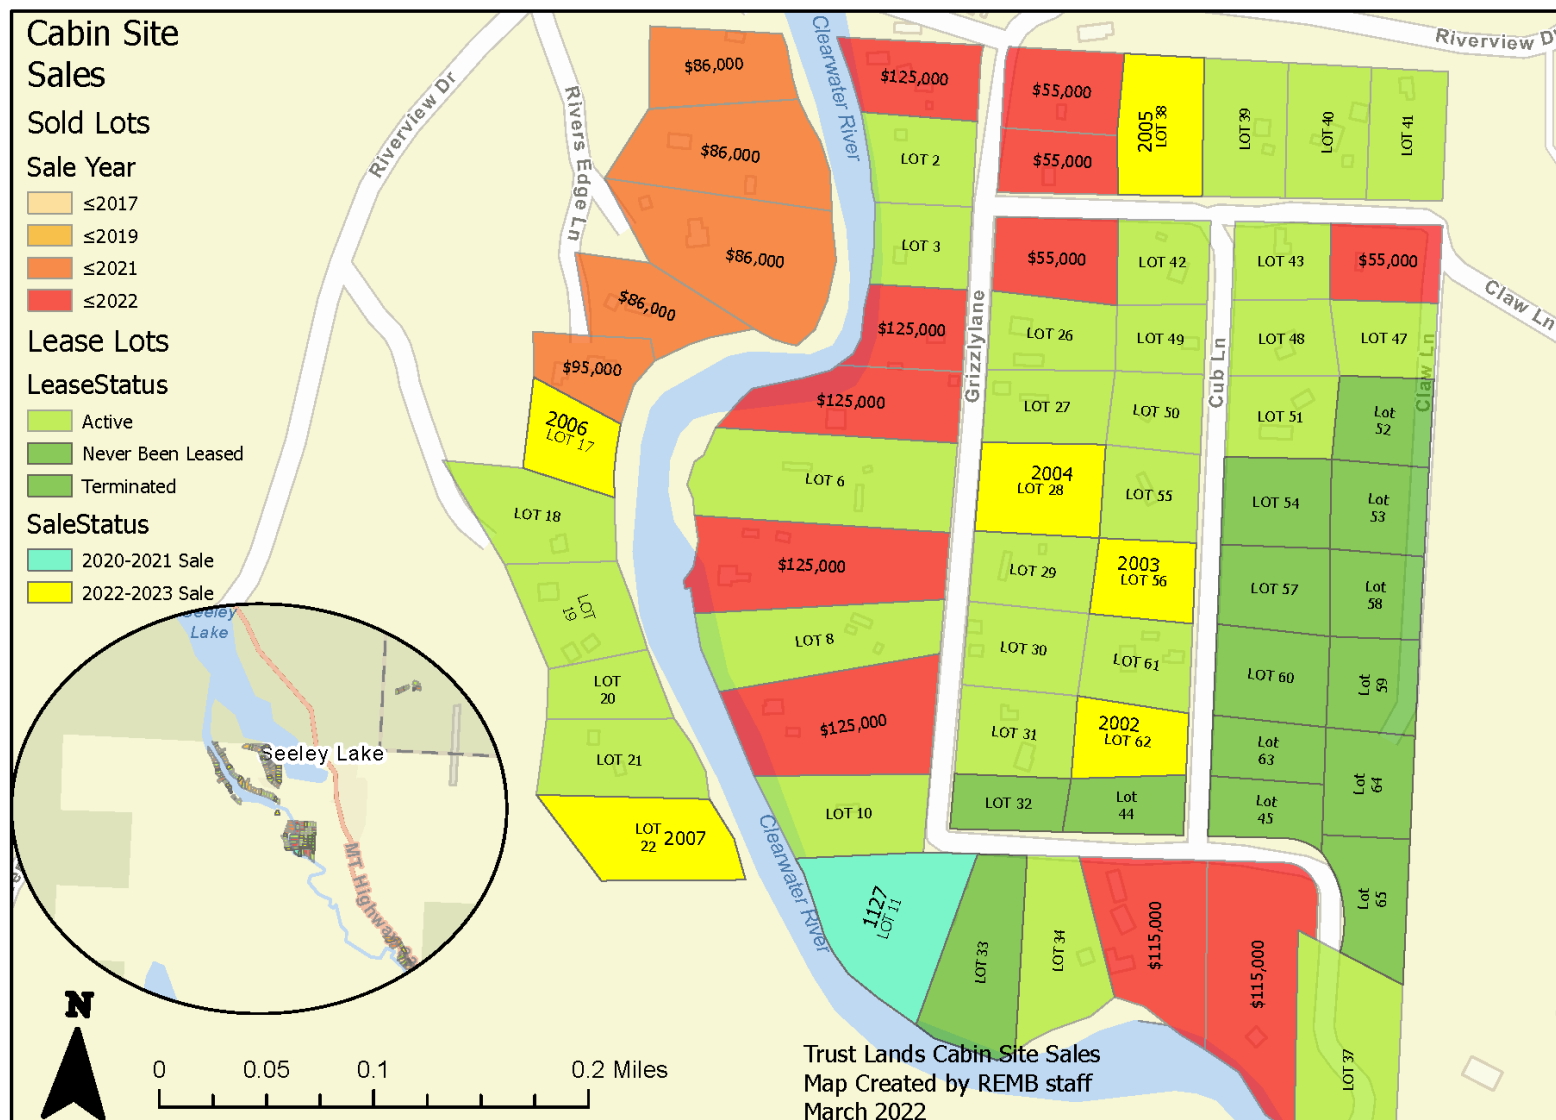 Cabin Site
Sales
Sold Lots
Sale Year
≤2017
≤2019
≤2021
≤2022
Lease Lots
LeaseStatus
Active
Never Been Leased
Terminated
SaleStatus
2020-2021 Sale
2022-2023 Sale
Seeley
Lake
Seeley Lake
MT Highway
N
0 0.05 0.1 0.2 Miles
Riverview Dr
Rivers Edge Ln
Clearwater River
Riverview Dr
$86,000
$86,000
$86,000
$86,000
$95,000
2006
LOT 17
LOT 18
LOT
19
LOT
20
LOT 21
LOT
22
2007
$125,000
LOT 2
LOT 3
$125,000
$125,000
LOT 6
$125,000
LOT 8
$125,000
LOT 10
Clearwater River
1127
LOT 11
LOT 33
LOT 34
$115,000
$115,000
LOT 37
Grizzlylane
$55,000
$55,000
2005
LOT 38
LOT 39
LOT 40
LOT 41
$55,000
LOT 42
LOT 43
$55,000
Claw Ln
LOT 26
LOT 49
Cub Ln
LOT 48
LOT 47
Claw Ln
LOT 27
LOT 50
LOT 51
Lot
52
2004
LOT 28
LOT 55
LOT 54
Lot
53
LOT 29
2003
LOT 56
LOT 57
Lot
58
LOT 30
LOT 61
LOT 60
Lot
59
LOT 31
2002
LOT 62
Lot
63
Lot
64
LOT 32
Lot
44
Lot
45
Lot
65
Trust Lands Cabin Site Sales
Map Created by REMB staff
March 2022